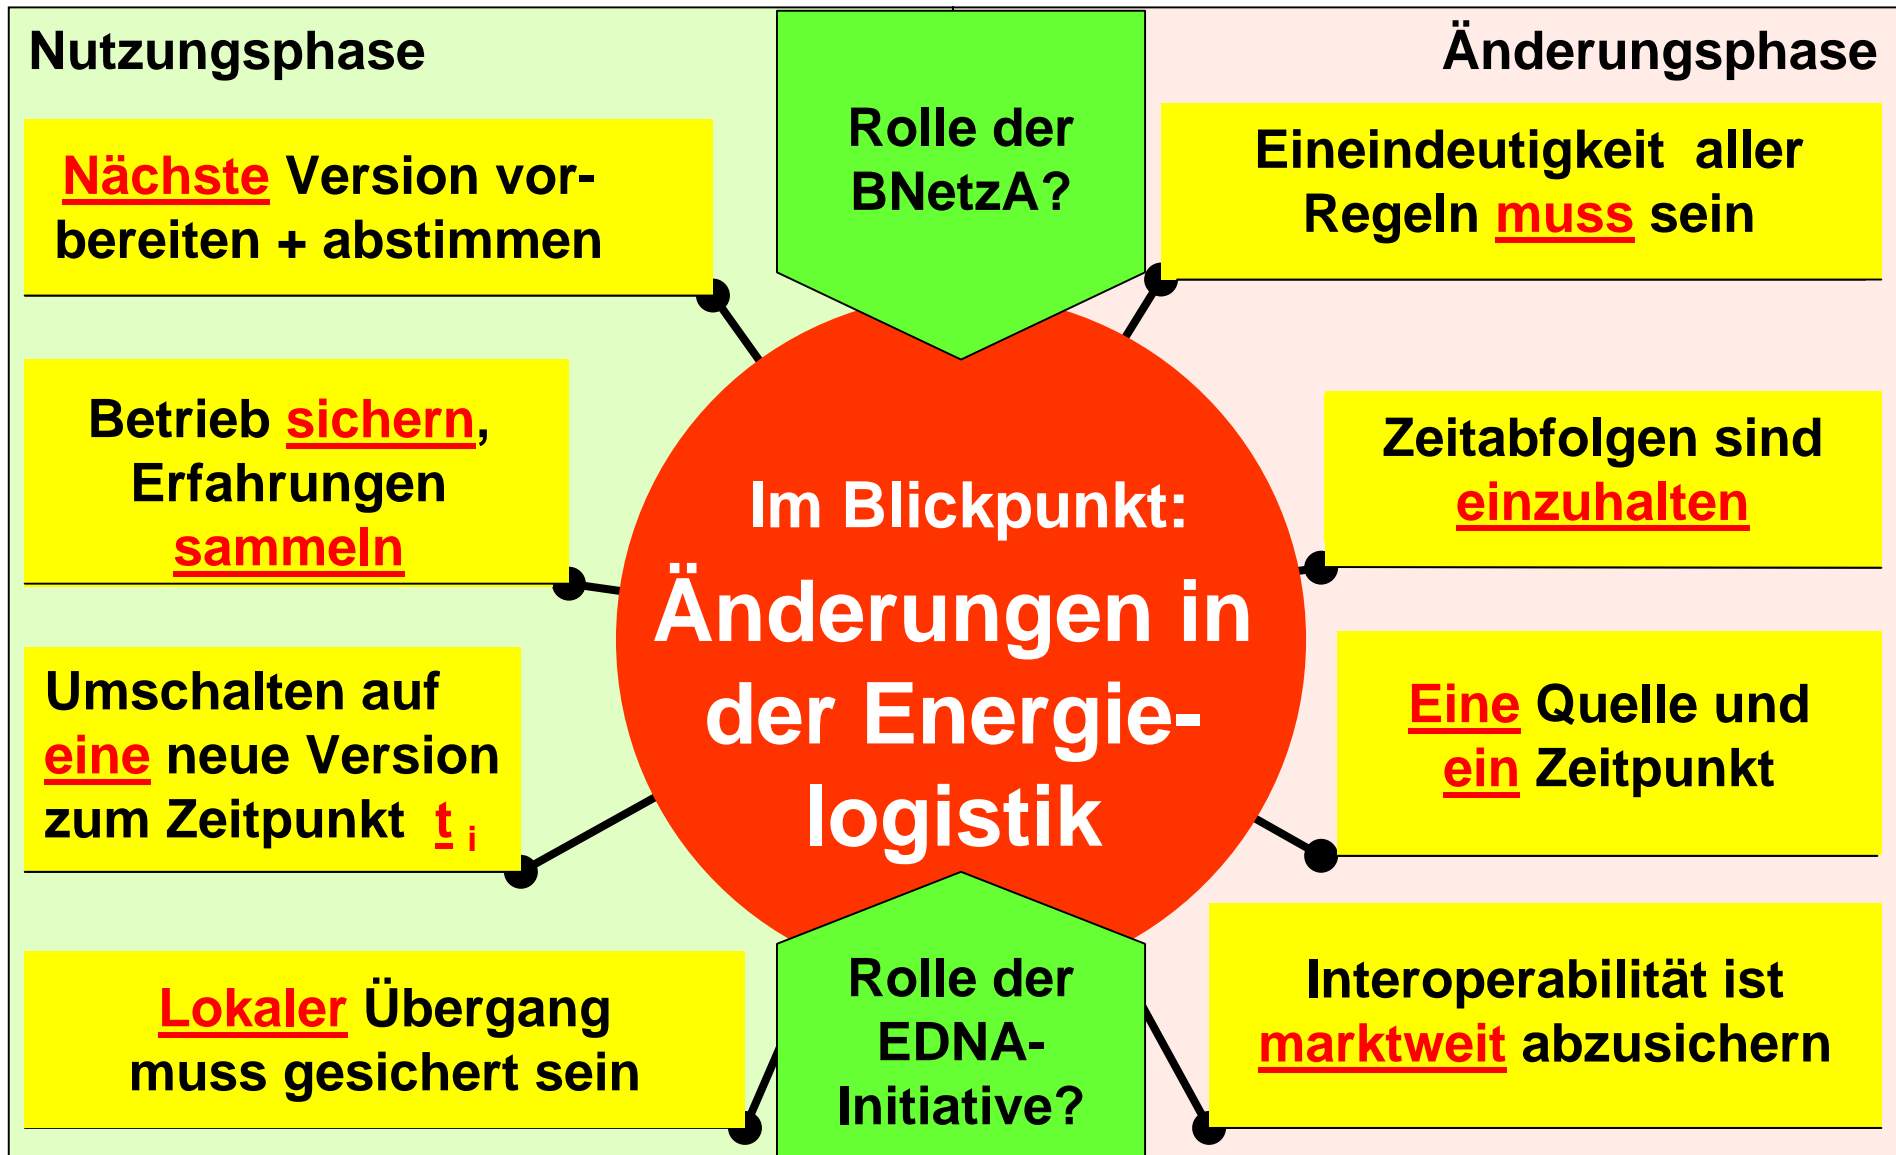 Nutzungsphase
Änderungsphase
Rolle der
BNetzA?
Nächste Version vor-
bereiten + abstimmen
Betrieb sichern,
Erfahrungen
sammeln
Umschalten auf
eine neue Version
zum Zeitpunkt t i
Lokaler Übergang
muss gesichert sein
Im Blickpunkt:
Änderungen in
der Energie-
logistik
Eineindeutigkeit aller
Regeln muss sein
Zeitabfolgen sind
einzuhalten
Eine Quelle und
ein Zeitpunkt
Interoperabilität ist
marktweit abzusichern
Rolle der
EDNA-
Initiative?